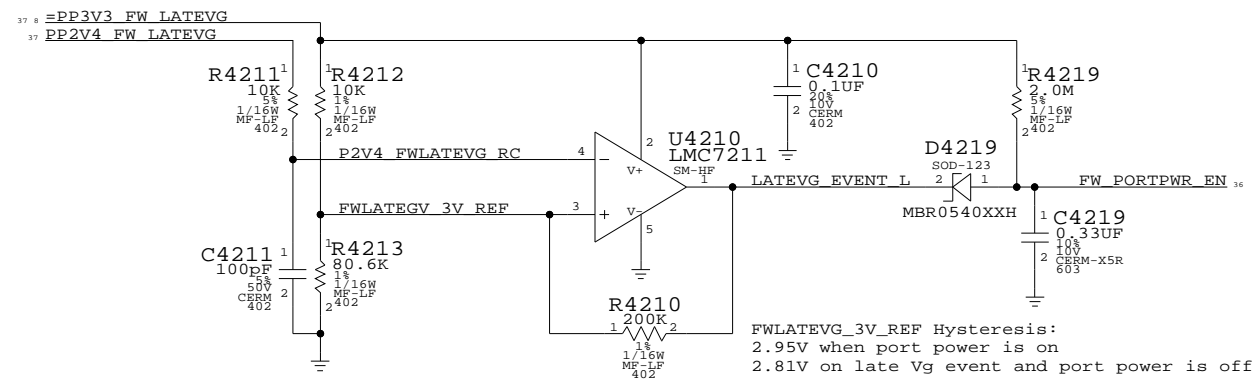 37 8 =PP3V3_FW_LATEVG
37 PP2V4_FW_LATEVG
1
R4211
10K
5%
1/16W
MF-LF
402
2
1
R4212
10K
1%
1/16W
MF-LF
402
2
P2V4_FWLATEVG_RC
4
FWLATEGV_3V_REF
3
C4211
100pF
5%
50V
CERM
402
1
2
1
R4213
80.6K
1%
1/16W
MF-LF
402
2
U4210
LMC7211
SM-HF
2
V+
V-
1
5
R4210
200K
1
2
1%
1/16W
MF-LF
402
1
C4210
0.1UF
20%
10V
CERM
402
2
LATEVG_EVENT_L
D4219
SOD-123
2
1
MBR0540XXH
1
R4219
2.0M
5%
1/16W
MF-LF
402
2
FW_PORTPWR_EN 36
1
C4219
0.33UF
10%
10V
CERM-X5R
603
2
FWLATEVG_3V_REF Hysteresis:
2.95V when port power is on
2.81V on late Vg event and port power is off